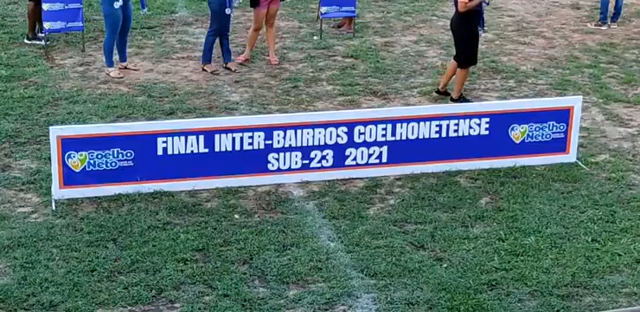 FINAL INTER-BAIRROS COELHONETENSE
SUB-23 2021
Coelho
Neto
Coelho
Neto